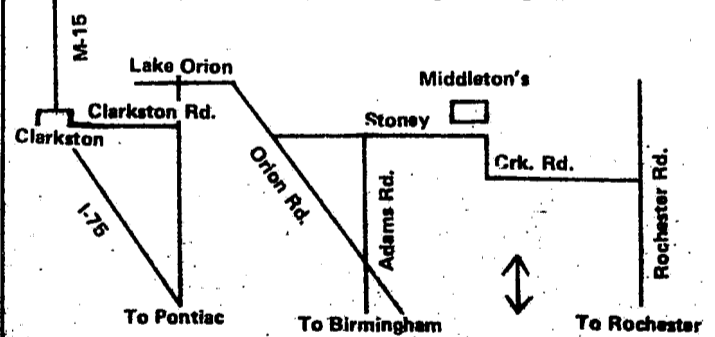 M-15
Lake Orion
Middleton's
Clarkston Rd.
Stoney
Clarkston
Orion Rd.
Crk. Rd.
Adams Rd.
Rochester Rd.
I-75
To Pontiac
To Birmingham
To Rochester